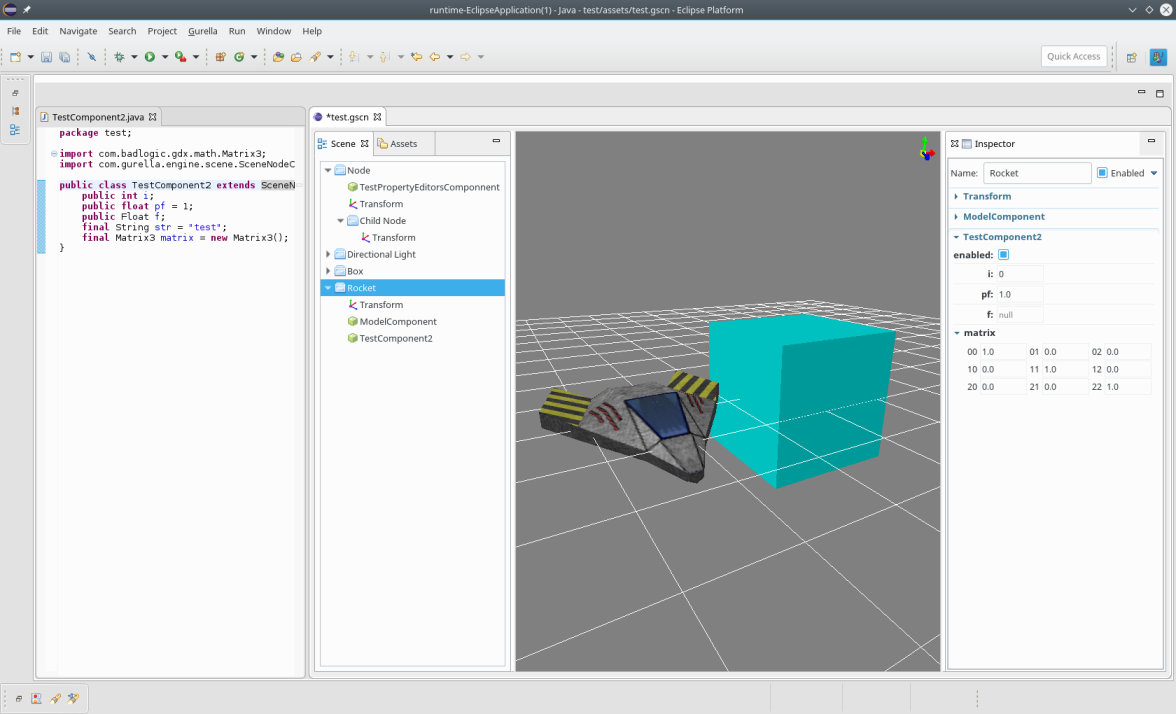 runtime-EclipseApplication(1) - Java - test/assets/test.gscn - Eclipse Platform
File Edit Navigate Search Project Gurella Run Window Help
Quick Access
TestComponent2.java
package test;
import com.badlogic.gdx.math.Matrix3;
import com.gurella.engine.scene.SceneNodeC
public class TestComponent2 extends SceneN
public int i;
public float pf = 1;
public Float f;
final String str = "test";
final Matrix3 matrix = new Matrix3();
}
*test.gscn
Scene Assets
Node
TestPropertyEditorsComponnent
Transform
Child Node
Transform
Directional Light
Box
Rocket
Transform
ModelComponent
TestComponent2
Inspector
Name: Rocket Enabled
Transform
ModelComponent
TestComponent2
enabled:
i: 0
pf: 1.0
f: null
matrix
00 1.0 01 0.0 02 0.0
10 0.0 11 1.0 12 0.0
20 0.0 21 0.0 22 1.0